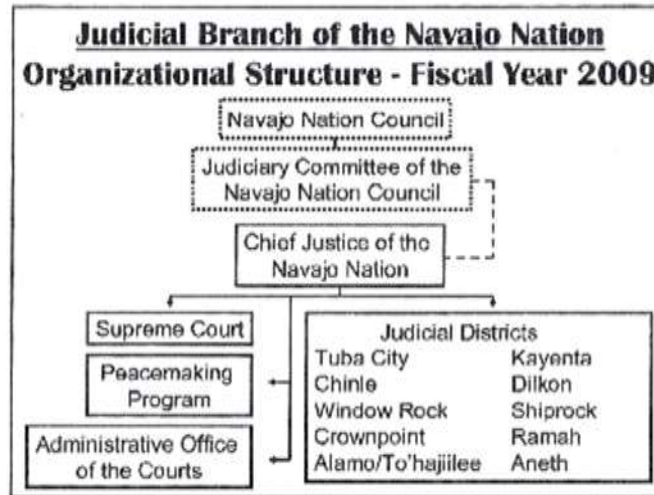 Judicial Branch of the Navajo Nation
Organizational Structure - Fiscal Year 2009
Navajo Nation Council
Judiciary Committee of the
Navajo Nation Council
Chief Justice of the
Navajo Nation
Supreme Court
Peacemaking
Program
Administrative Office
of the Courts
Judicial Districts
Tuba City Kayenta
Chinle Dilkon
Window Rock Shiprock
Crownpoint Ramah
Alamo/To'hajiilee Aneth